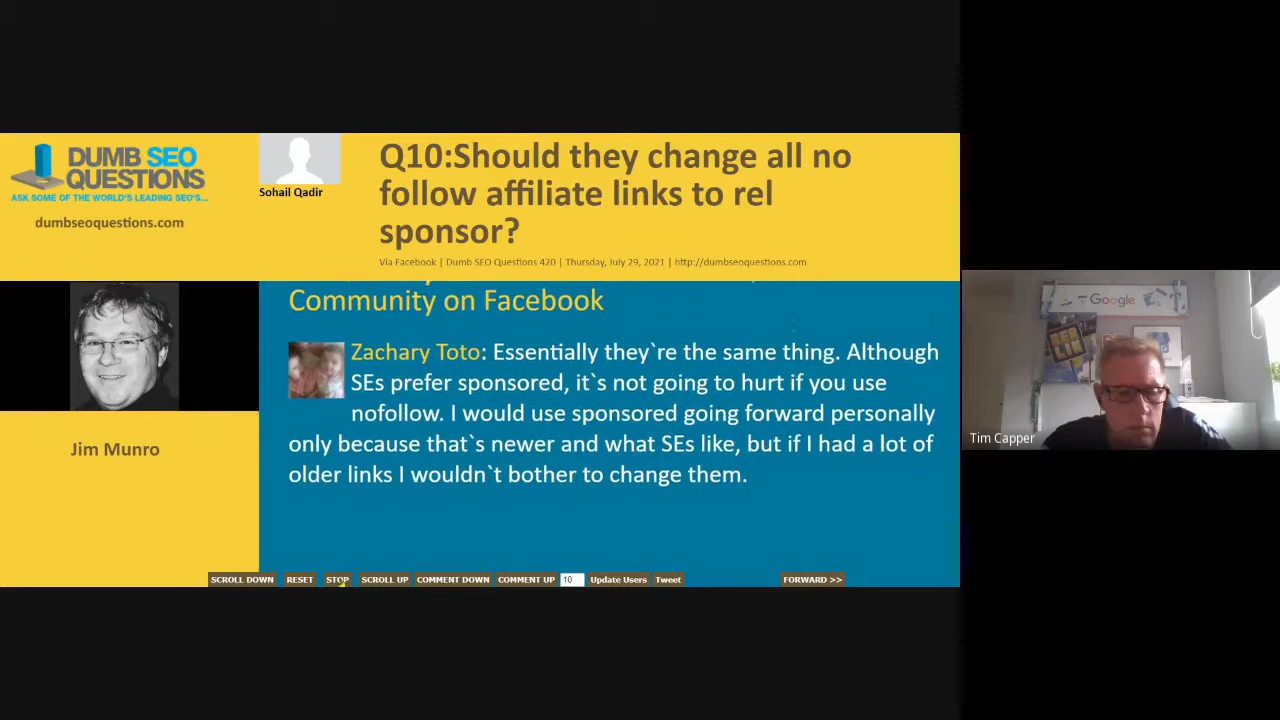 DUMB SEO
QUESTIONS
ASK SOME OF THE WORLD'S LEADING SEO'S...
dumbseoquestions.com
Sohail Qadir
Q10:Should they change all no
follow affiliate links to rel
sponsor?
Via Facebook | Dumb SEO Questions 420 | Thursday, July 29, 2021 | http://dumbseoquestions.com
Jim Munro
Community on Facebook
Zachary Toto: Essentially they`re the same thing. Although
SEs prefer sponsored, it`s not going to hurt if you use
nofollow. I would use sponsored going forward personally
only because that`s newer and what SEs like, but if I had a lot of
older links I wouldn`t bother to change them.
SCROLL DOWN RESET STOP SCROLL UP COMMENT DOWN COMMENT UP 10 Update Users Tweet FORWARD >>
Google
Tim Capper